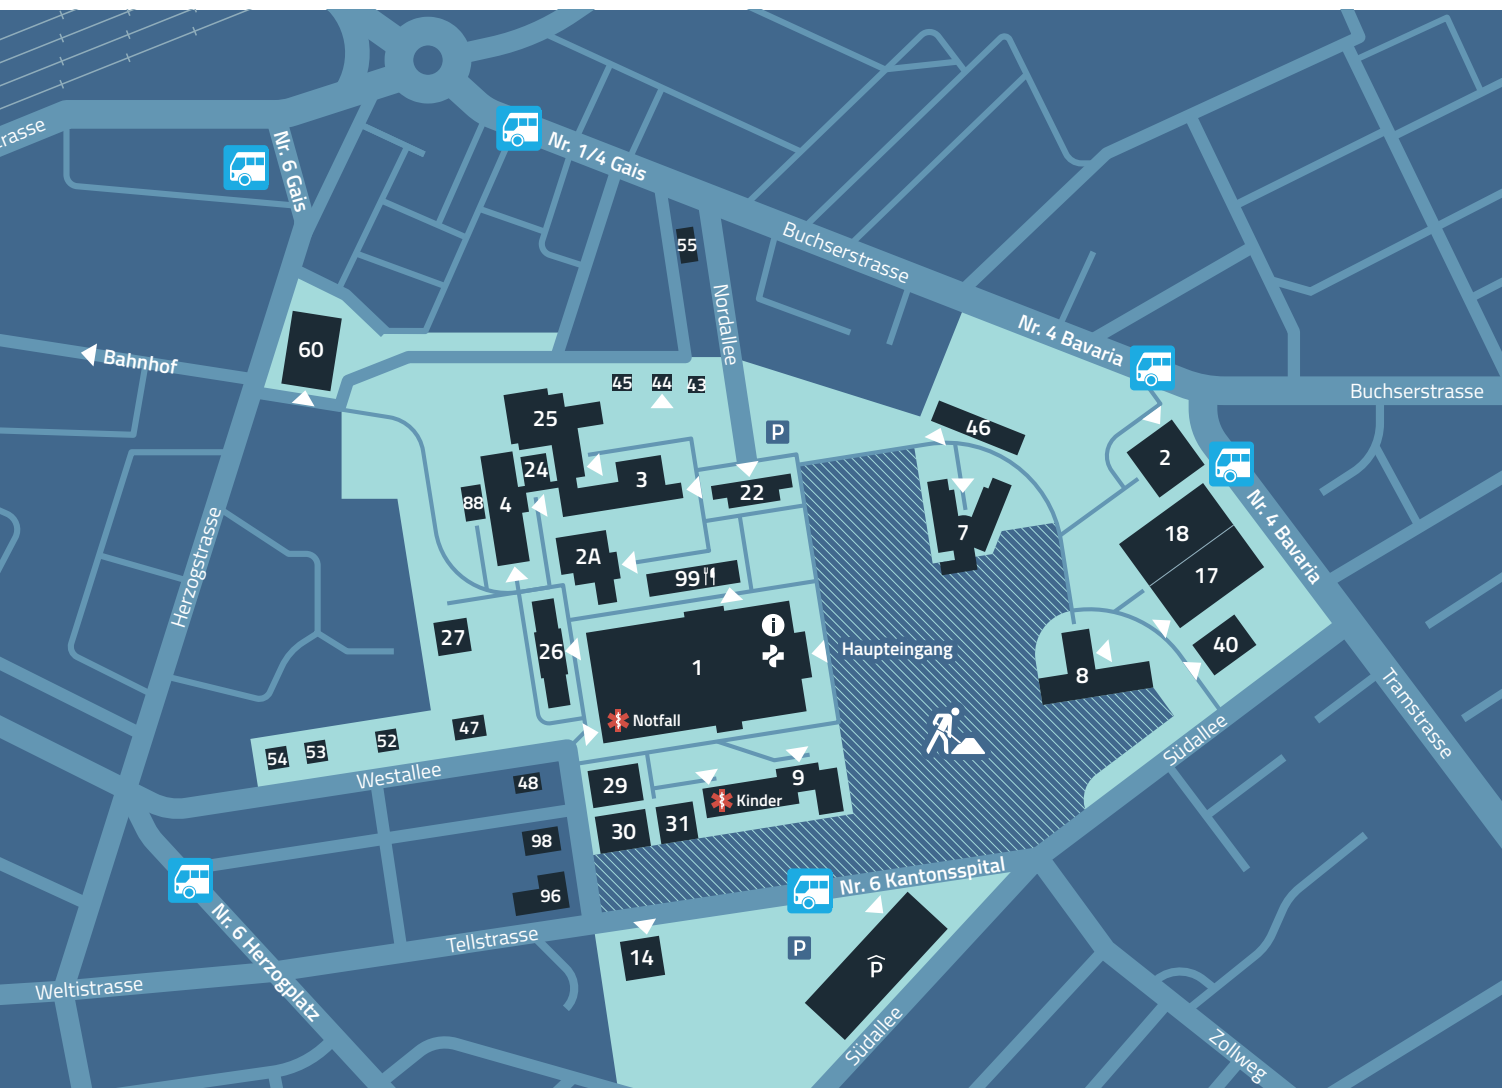 rasse
Nr. 6 Gais
Nr. 1/4 Gais
Buchserstrasse
55
Nordallee
Nr. 4 Bavaria
Bahnhof
60
45
44
43
Buchserstrasse
25
P
46
2
24
3
88
4
22
7
18
17
Nr. 4 Bavaria
2A
99
Herzogstrasse
27
26
1
i
Haupteingang
8
40
Notfall
47
52
53
54
Westallee
Südallee
Tramstrasse
48
29
9
Kinder
30
31
98
96
Nr. 6 Kantonsspital
Nr. 6 Herzogplatz
Tellstrasse
14
P
P
Weltistrasse
Südallee
Zollweg